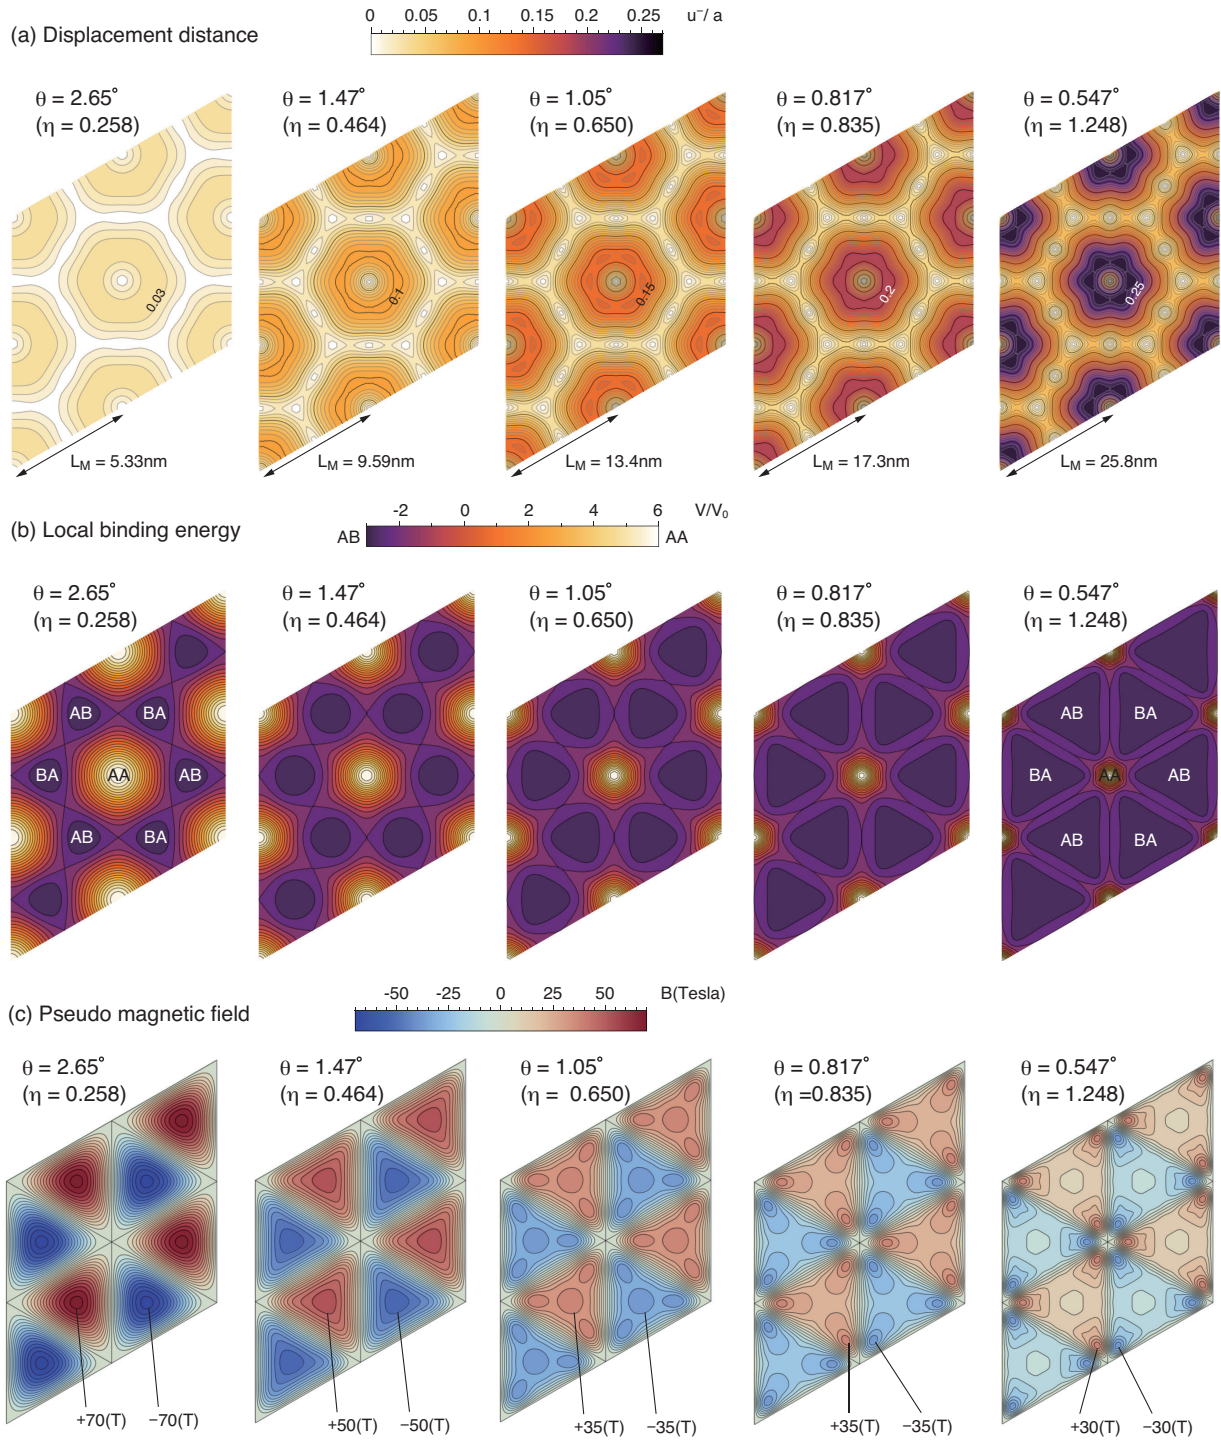 0 0.05 0.1 0.15 0.2 0.25 u⁻/ a
(a) Displacement distance
θ = 2.65° θ = 1.47° θ = 1.05° θ = 0.817° θ = 0.547°
(η = 0.258) (η = 0.464) (η = 0.650) (η = 0.835) (η = 1.248)
0.03 0.1 0.15 0.2 0.25
L_M = 5.33nm L_M = 9.59nm L_M = 13.4nm L_M = 17.3nm L_M = 25.8nm
-2 0 2 4 6 V/V₀
(b) Local binding energy AB AA
θ = 2.65° θ = 1.47° θ = 1.05° θ = 0.817° θ = 0.547°
(η = 0.258) (η = 0.464) (η = 0.650) (η = 0.835) (η = 1.248)
AB BA AB BA
BA AA AB BA AA AB
AB BA AB BA
-50 -25 0 25 50 B(Tesla)
(c) Pseudo magnetic field
θ = 2.65° θ = 1.47° θ = 1.05° θ = 0.817° θ = 0.547°
(η = 0.258) (η = 0.464) (η = 0.650) (η =0.835) (η = 1.248)
+70(T) −70(T) +50(T) −50(T) +35(T) −35(T) +35(T) −35(T) +30(T) −30(T)